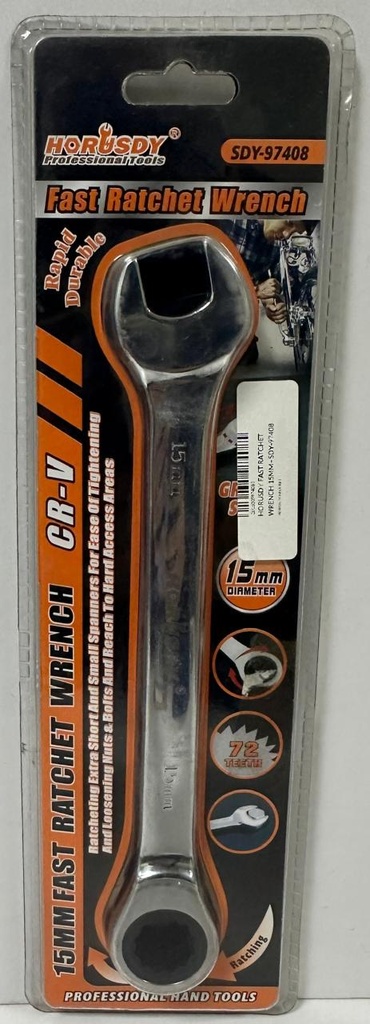 HORUSDY®
Professional Tools
SDY-97408
Fast Ratchet Wrench
Rapid
Durable
15mm
HORUSDY FAST RATCHET
WRENCH 15MM - SDY-97408
15mm
DIAMETER
72
TEETH
15mm
15MM FAST RATCHET WRENCH CR-V
Ratcheting Extra Short And Small Spanners For Ease Of Tightening
And Loosening Nuts & Bolts And Reach To Hard Access Areas
Ratching
PROFESSIONAL HAND TOOLS